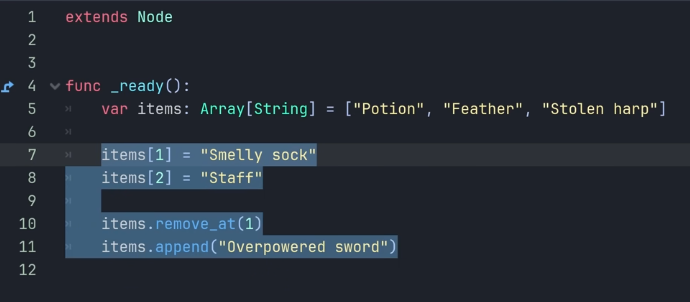 1 extends Node
2
3
4 func _ready():
5 var items: Array[String] = ["Potion", "Feather", "Stolen harp"]
6
7 items[1] = "Smelly sock"
8 items[2] = "Staff"
9
10 items.remove_at(1)
11 items.append("Overpowered sword")
12